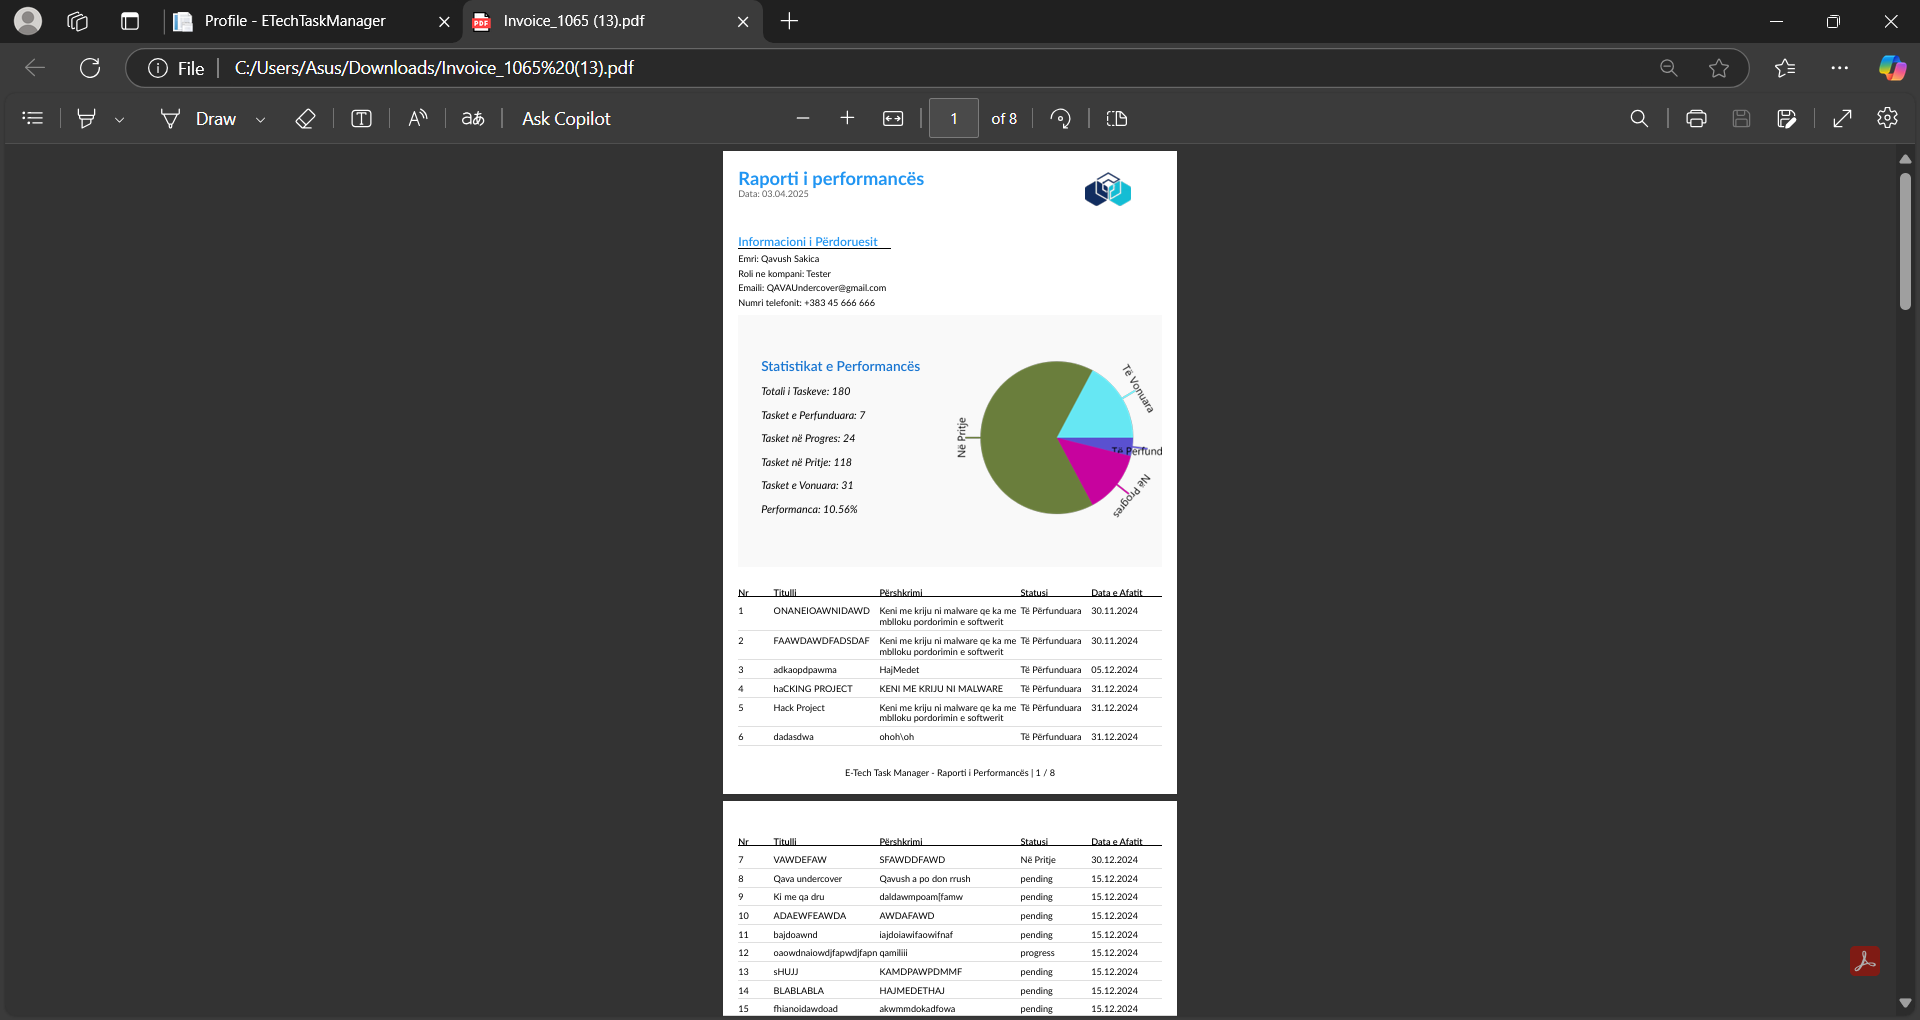 Profile - ETechTaskManager
Invoice_1065 (13).pdf
File
C:/Users/Asus/Downloads/Invoice_1065%20(13).pdf
Draw
Ask Copilot
1 of 8
Raporti i performancës
Data: 03.04.2025
Informacioni i Përdoruesit
Emri: Qavush Sakica
Roli ne kompani: Tester
Emaili: QAVAUndercover@gmail.com
Numri telefonit: +383 45 666 666
Statistikat e Performancës
Totali i Taskeve: 180
Tasket e Perfunduara: 7
Tasket në Progres: 24
Tasket në Pritje: 118
Tasket e Vonuara: 31
Performanca: 10.56%
Të Vonuara
Në Pritje
Të Përfund
Në Progres
Nr Titulli Përshkrimi Statusi Data e Afatit
1 ONANEIOAWNIDAWD Keni me kriju ni malware qe ka me Të Përfunduara 30.11.2024
mblloku pordorimin e softwerit
2 FAAWDAWDFADSDAF Keni me kriju ni malware qe ka me Të Përfunduara 30.11.2024
mblloku pordorimin e softwerit
3 adkaopdpawma HajMedet Të Përfunduara 05.12.2024
4 haCKING PROJECT KENI ME KRIJU NI MALWARE Të Përfunduara 31.12.2024
5 Hack Project Keni me kriju ni malware qe ka me Të Përfunduara 31.12.2024
mblloku pordorimin e softwerit
6 dadasdwa ohoh\oh Të Përfunduara 31.12.2024
E-Tech Task Manager - Raporti i Performancës | 1 / 8
Nr Titulli Përshkrimi Statusi Data e Afatit
7 VAWDEFAW SFAWDDFAWD Në Pritje 30.12.2024
8 Qava undercover Qavush a po don rrush pending 15.12.2024
9 Ki me qa dru daldawmpoam[famw pending 15.12.2024
10 ADAEWFEAWDA AWDAFAWD pending 15.12.2024
11 bajdoawnd iajdoiawifaowifnaf pending 15.12.2024
12 oaowdnaiowdjfapwdjfapn qamiliii progress 15.12.2024
13 sHUJJ KAMDPAWPDMMF pending 15.12.2024
14 BLABLABLA HAJMEDETHAJ pending 15.12.2024
15 fhianoidawdoad akwmmdokadfowa pending 15.12.2024